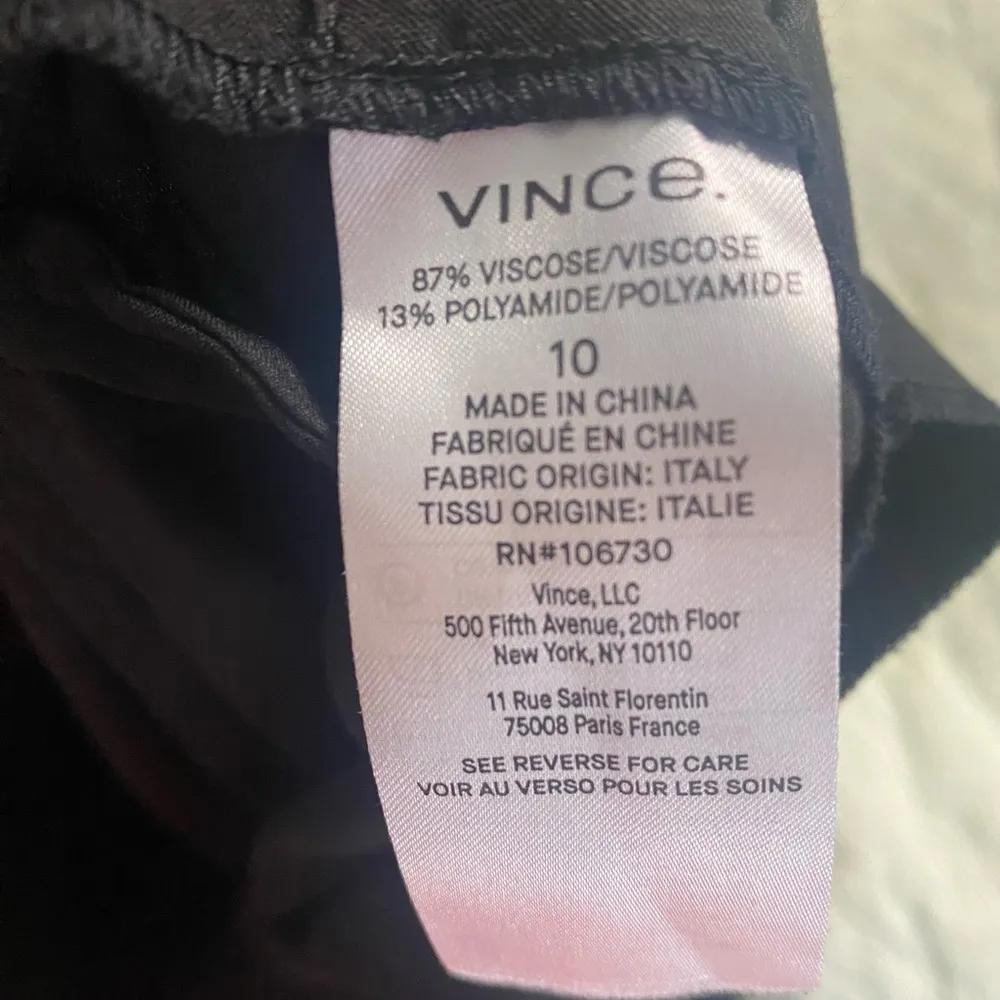 VINCE.
87% VISCOSE/VISCOSE
13% POLYAMIDE/POLYAMIDE
10
MADE IN CHINA
FABRIQUÉ EN CHINE
FABRIC ORIGIN: ITALY
TISSU ORIGINE: ITALIE
RN#106730
Vince, LLC
500 Fifth Avenue, 20th Floor
New York, NY 10110
11 Rue Saint Florentin
75008 Paris France
SEE REVERSE FOR CARE
VOIR AU VERSO POUR LES SOINS